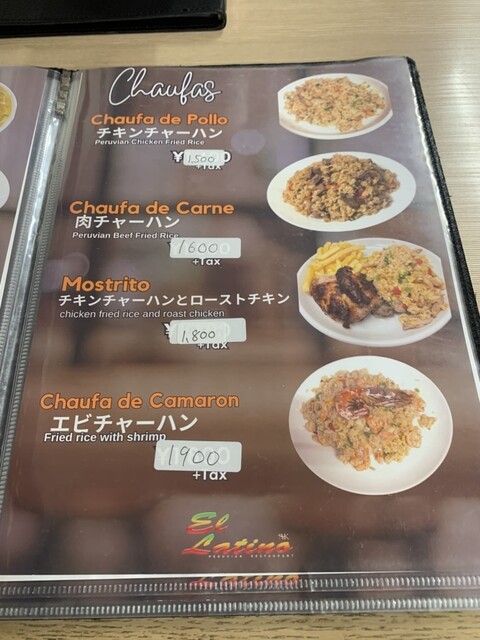 Chaufas
Chaufa de Pollo
チキンチャーハン
Peruvian Chicken Fried Rice
¥1,500
+Tax
Chaufa de Carne
肉チャーハン
Peruvian Beef Fried Rice
1600
+Tax
Mostrito
チキンチャーハンとローストチキン
chicken fried rice and roast chicken
1,800
+Tax
Chaufa de Camaron
エビチャーハン
Fried rice with shrimp
1900
+Tax
El
Latino
PERUVIAN RESTAURANT